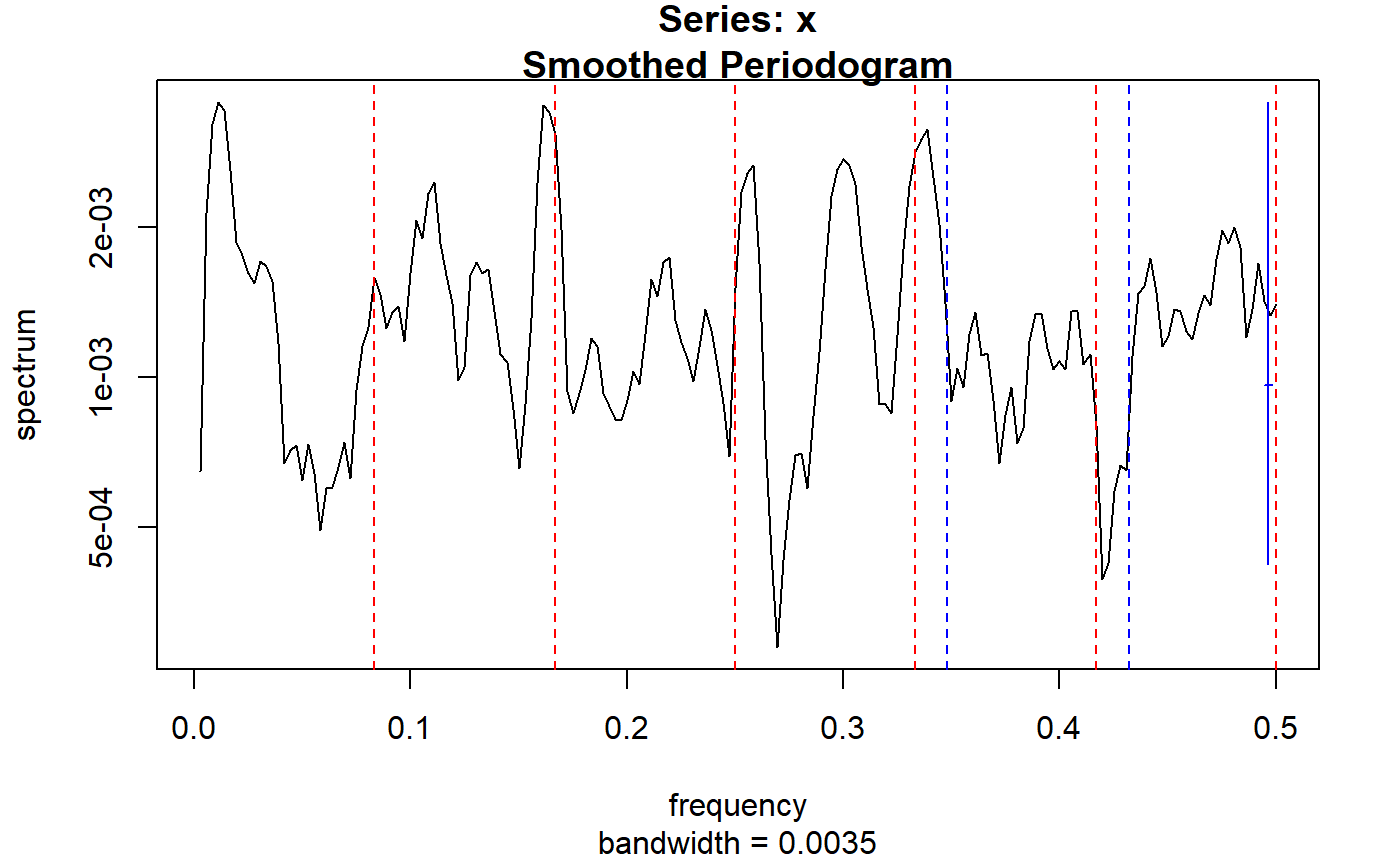 Series: x
Smoothed Periodogram
spectrum
2e-03
1e-03
5e-04
0.0 0.1 0.2 0.3 0.4 0.5
frequency
bandwidth = 0.0035